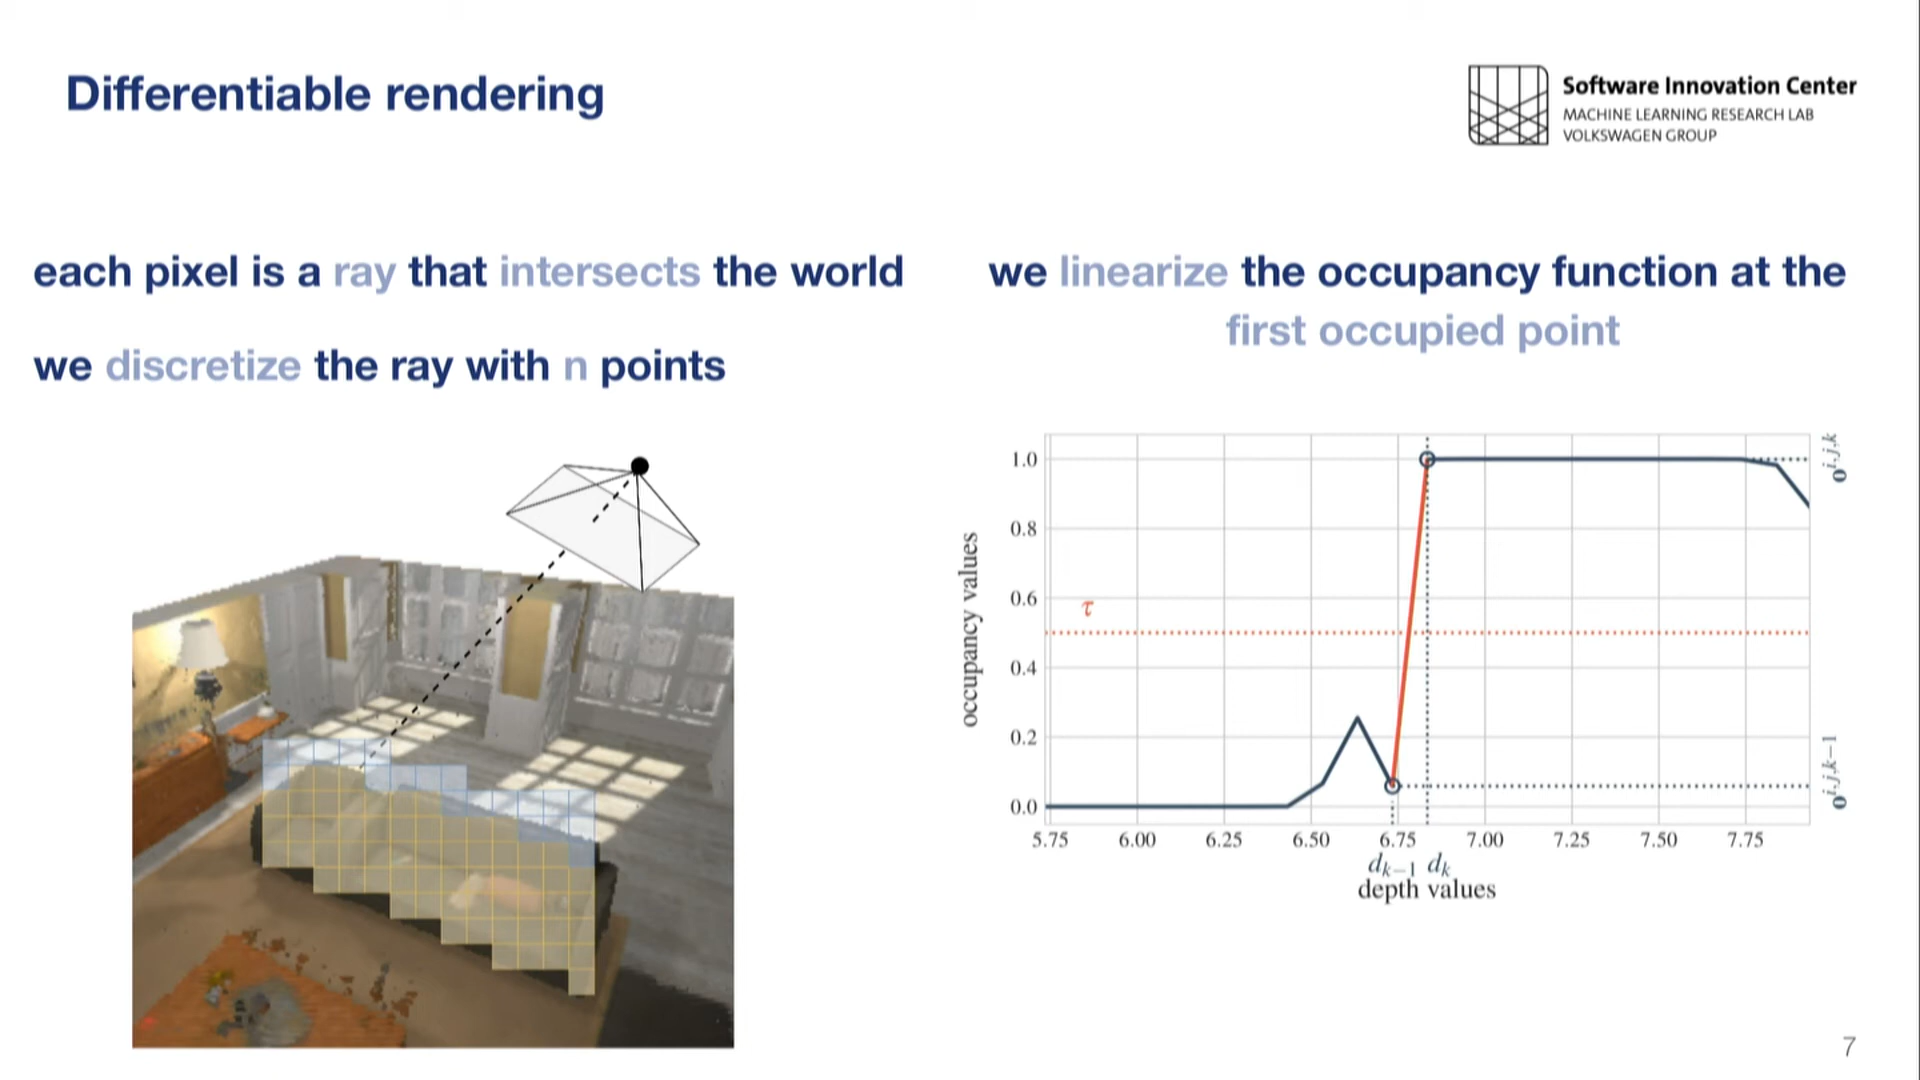 Differentiable rendering
Software Innovation Center
MACHINE LEARNING RESEARCH LAB
VOLKSWAGEN GROUP
each pixel is a ray that intersects the world
we discretize the ray with n points
we linearize the occupancy function at the
first occupied point
occupancy values
1.0
0.8
0.6
0.4
0.2
0.0
τ
o^{i,j,k}
o^{i,j,k−1}
5.75 6.00 6.25 6.50 6.75 7.00 7.25 7.50 7.75
d_{k−1} d_k
depth values
7